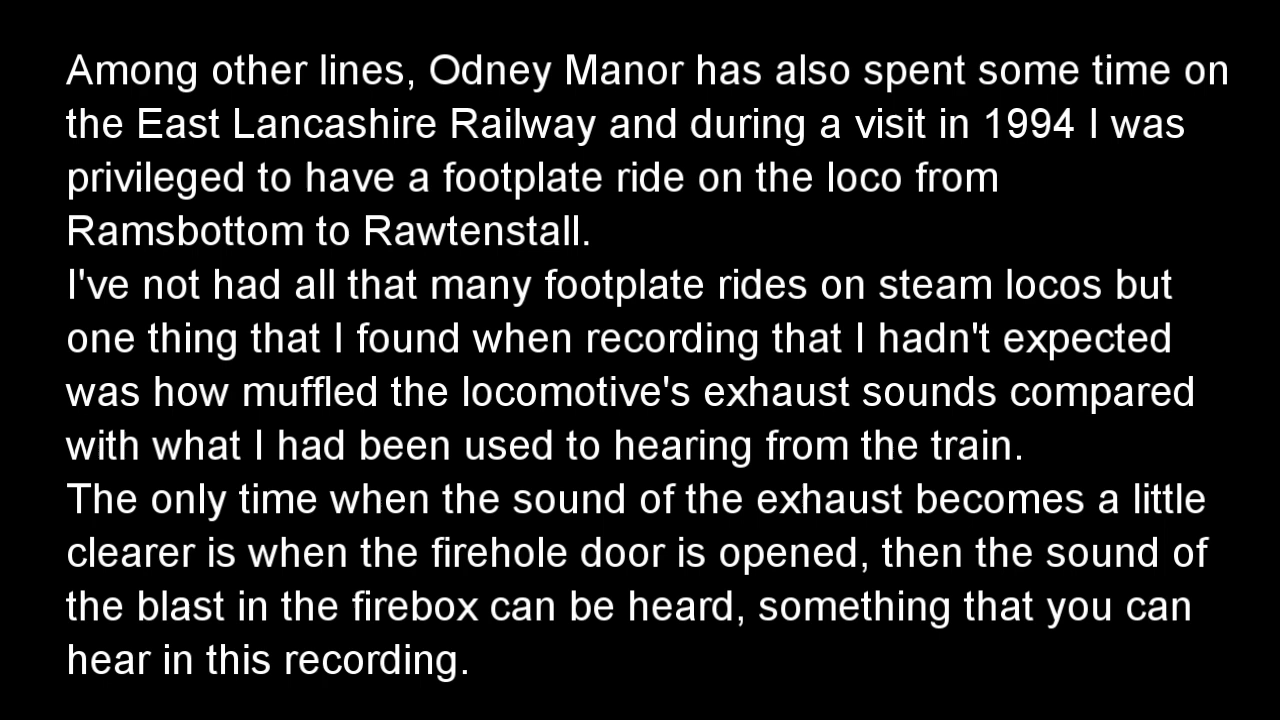 Among other lines, Odney Manor has also spent some time on
the East Lancashire Railway and during a visit in 1994 I was
privileged to have a footplate ride on the loco from
Ramsbottom to Rawtenstall.
I've not had all that many footplate rides on steam locos but
one thing that I found when recording that I hadn't expected
was how muffled the locomotive's exhaust sounds compared
with what I had been used to hearing from the train.
The only time when the sound of the exhaust becomes a little
clearer is when the firehole door is opened, then the sound of
the blast in the firebox can be heard, something that you can
hear in this recording.